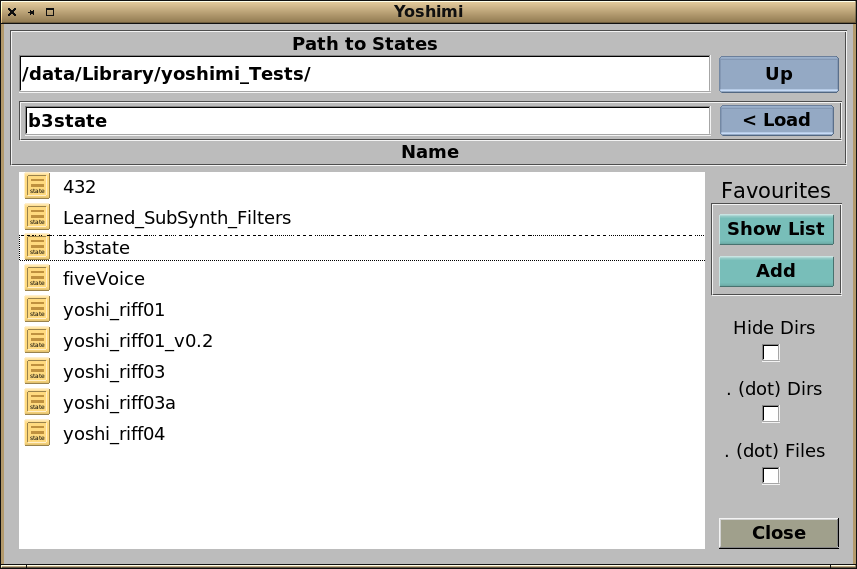 Yoshimi
Path to States
/data/Library/yoshimi_Tests/
Up
b3state
< Load
Name
state 432
state Learned_SubSynth_Filters
state b3state
state fiveVoice
state yoshi_riff01
state yoshi_riff01_v0.2
state yoshi_riff03
state yoshi_riff03a
state yoshi_riff04
Favourites
Show List
Add
Hide Dirs
. (dot) Dirs
. (dot) Files
Close